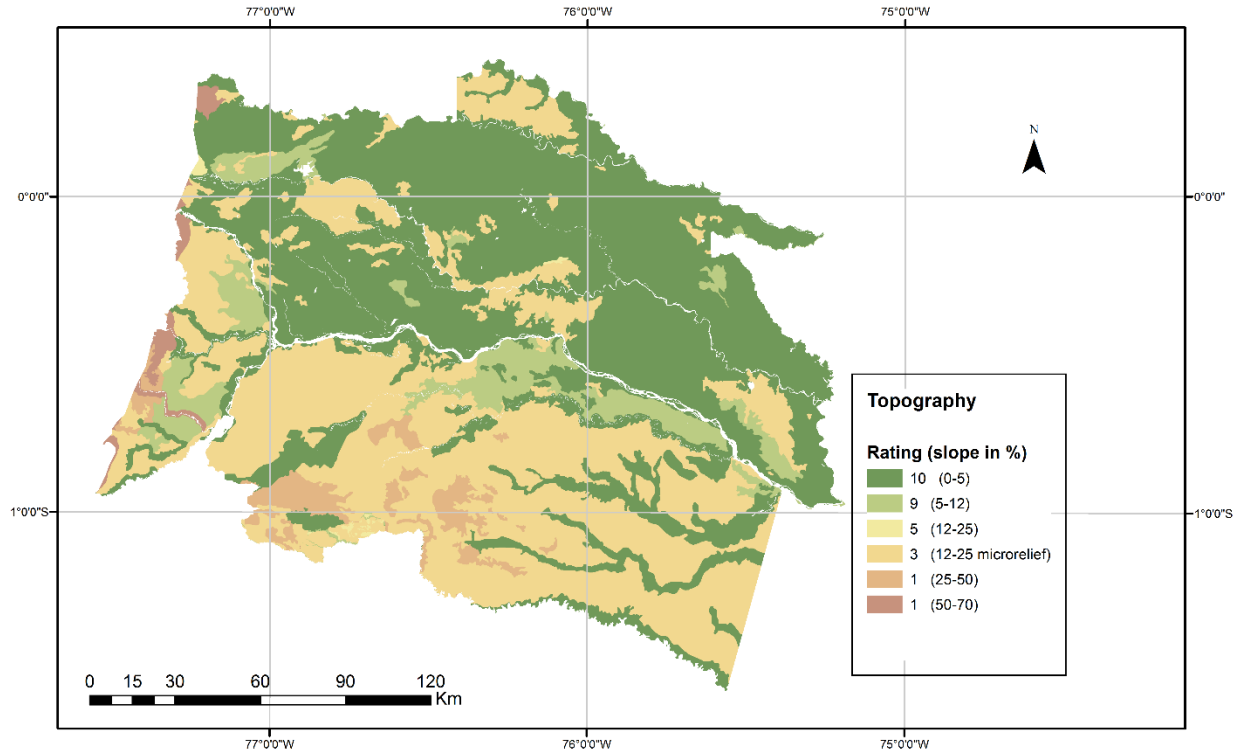 77°0'0"W 76°0'0"W 75°0'0"W
N
0°0'0" 0°0'0"
Topography
Rating (slope in %)
10 (0-5)
9 (5-12)
5 (12-25)
3 (12-25 microrelief)
1 (25-50)
1 (50-70)
1°0'0"S 1°0'0"S
0 15 30 60 90 120
Km
77°0'0"W 76°0'0"W 75°0'0"W